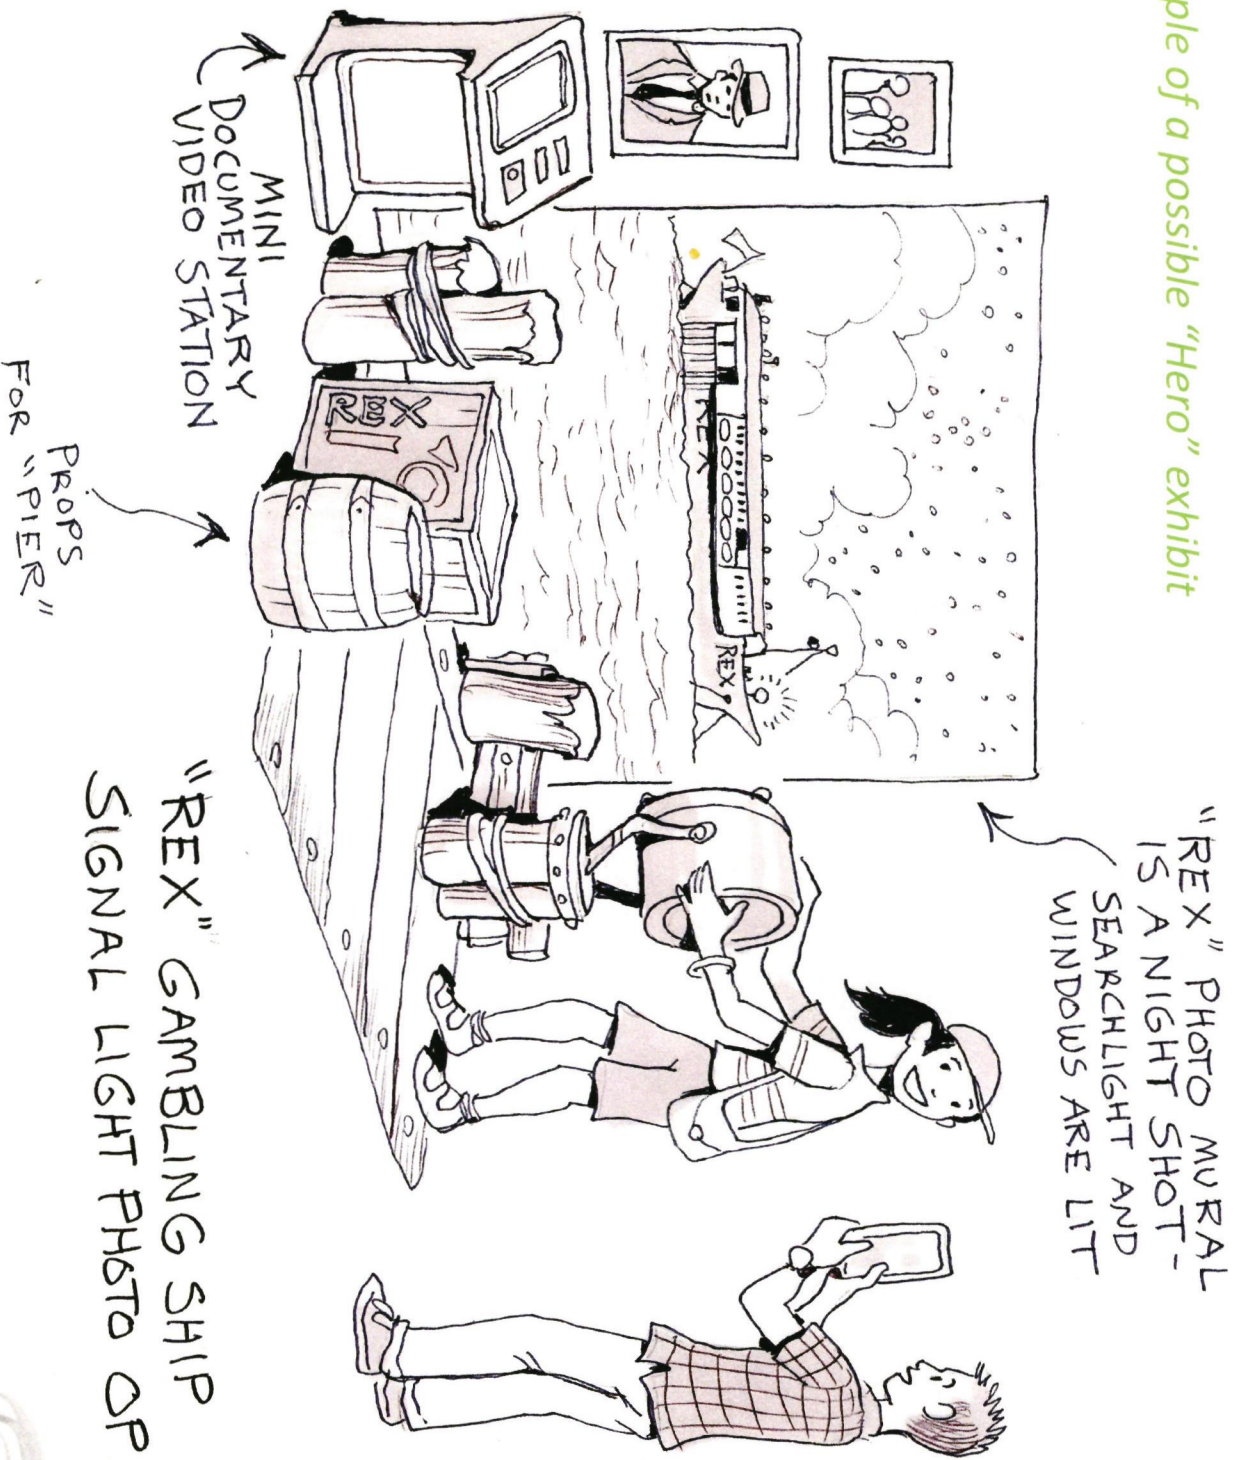 ple of a possible "Hero" exhibit
"REX" PHOTO MURAL
IS A NIGHT SHOT-
SEARCHLIGHT AND
WINDOWS ARE LIT
REX
REX
REX
MINI
DOCUMENTARY
VIDEO STATION
PROPS
FOR "PIER"
"REX" GAMBLING SHIP
SIGNAL LIGHT PHOTO OP